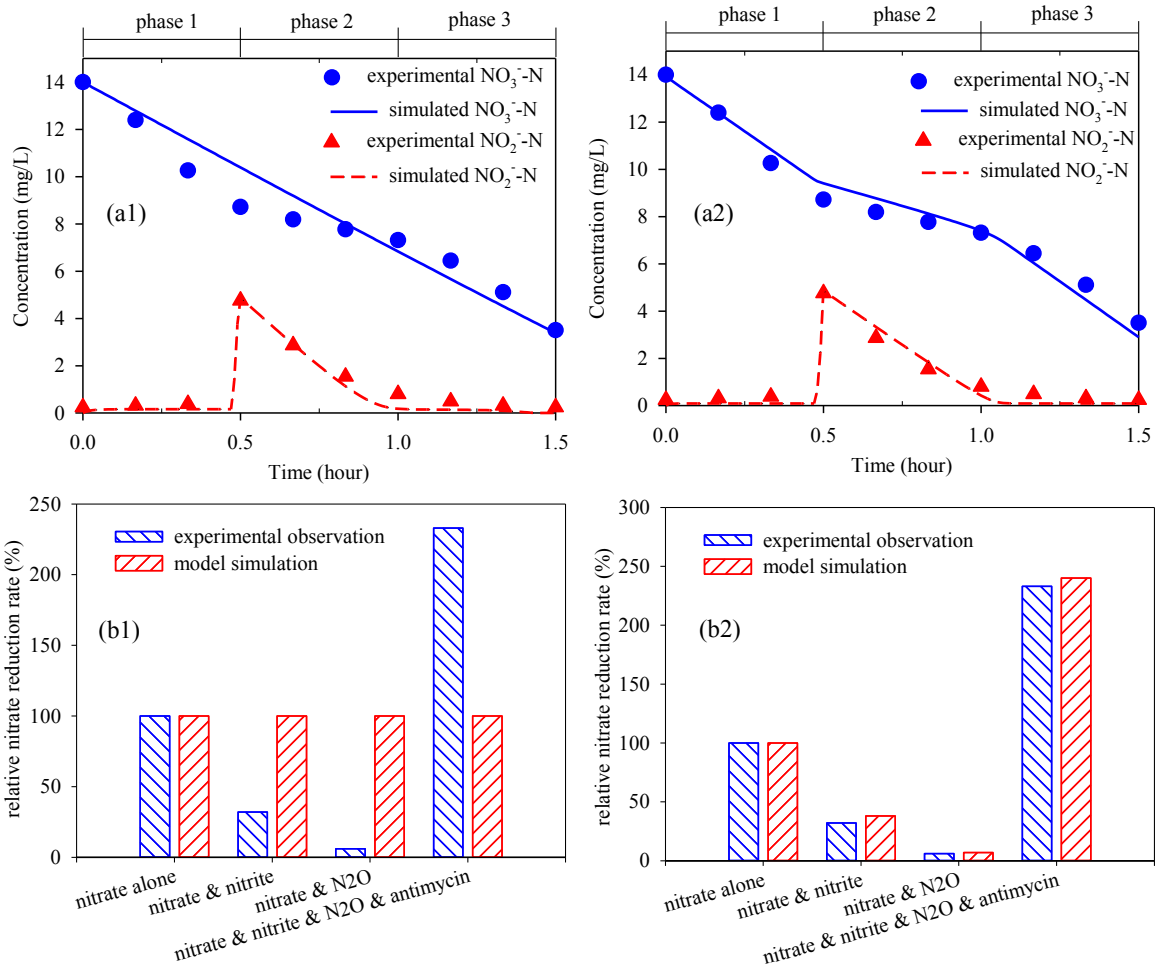 phase 1 phase 2 phase 3
14
12
10
8
6
4
2
0
Concentration (mg/L)
experimental NO3--N
simulated NO3--N
experimental NO2--N
simulated NO2--N
(a1)
0.0 0.5 1.0 1.5
Time (hour)
phase 1 phase 2 phase 3
14
12
10
8
6
4
2
0
Concentration (mg/L)
experimental NO3--N
simulated NO3--N
experimental NO2--N
simulated NO2--N
(a2)
0.0 0.5 1.0 1.5
Time (hour)
250
200
150
100
50
0
relative nitrate reduction rate (%)
experimental observation
model simulation
(b1)
nitrate alone
nitrate & nitrite
nitrate & N2O
nitrate & nitrite & N2O & antimycin
300
250
200
150
100
50
0
relative nitrate reduction rate (%)
experimental observation
model simulation
(b2)
nitrate alone
nitrate & nitrite
nitrate & N2O
nitrate & nitrite & N2O & antimycin